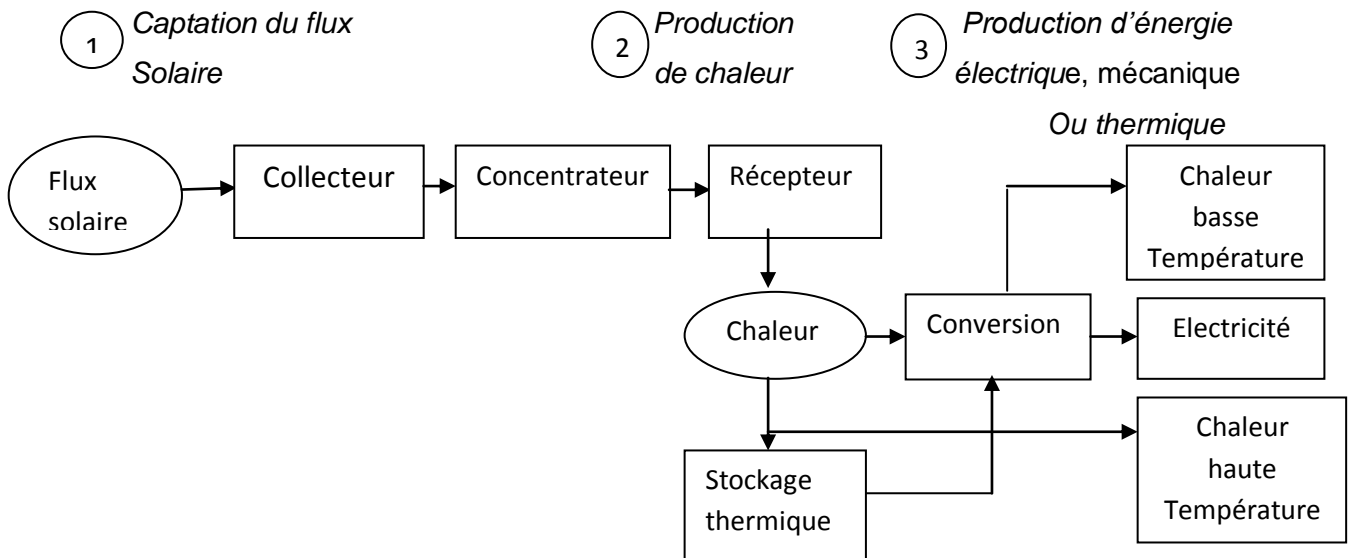 1
Captation du flux
Solaire
2
Production
de chaleur
3
Production d’énergie
électrique, mécanique
Ou thermique
Flux
solaire
Collecteur
Concentrateur
Récepteur
Chaleur
basse
Température
Chaleur
Conversion
Electricité
Stockage
thermique
Chaleur
haute
Température